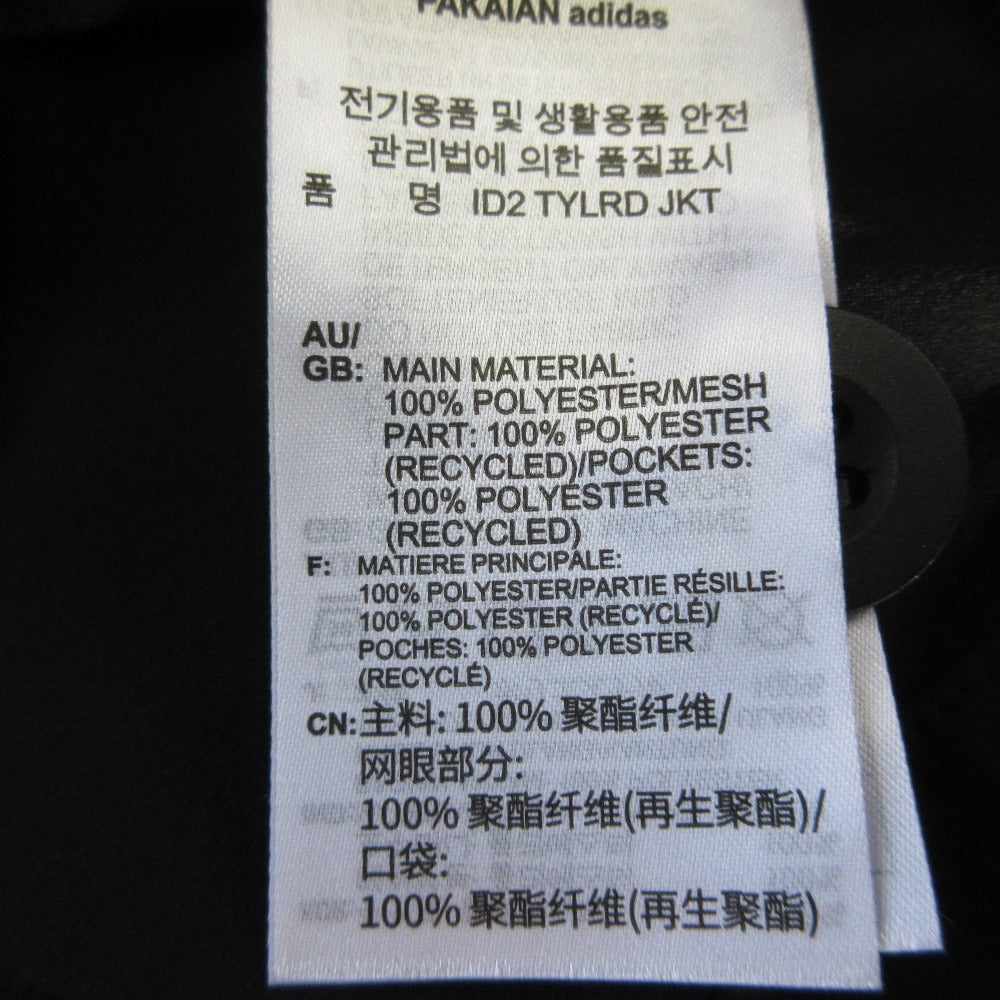 PAKAIAN adidas
전기용품 및 생활용품 안전
관리법에 의한 품질표시
품 명 ID2 TYLRD JKT
AU/
GB: MAIN MATERIAL:
100% POLYESTER/MESH
PART: 100% POLYESTER
(RECYCLED)/POCKETS:
100% POLYESTER
(RECYCLED)
F: MATIERE PRINCIPALE:
100% POLYESTER/PARTIE RÉSILLE:
100% POLYESTER (RECYCLÉ)/
POCHES: 100% POLYESTER
(RECYCLÉ)
CN: 主料: 100% 聚酯纤维/
网眼部分:
100% 聚酯纤维(再生聚酯)/
口袋:
100% 聚酯纤维(再生聚酯)